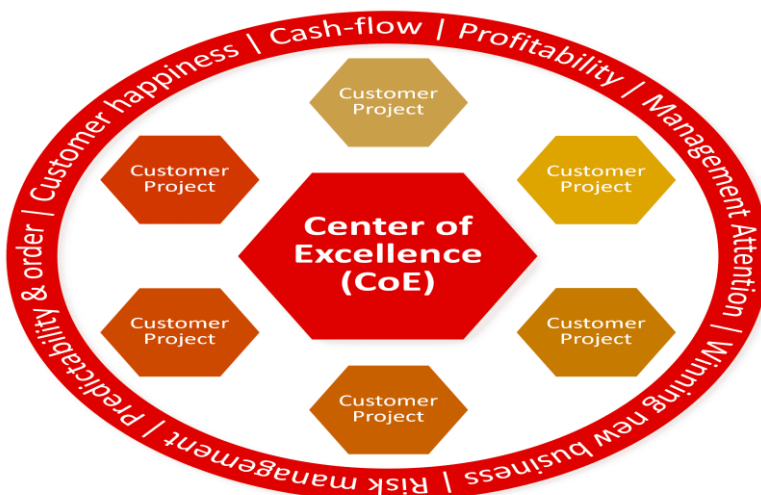 Customer happiness | Cash-flow | Profitability | Management Attention | Winning new business | Risk management | Predictability & order |
Customer
Project
Customer
Project
Customer
Project
Center of
Excellence
(CoE)
Customer
Project
Customer
Project
Customer
Project